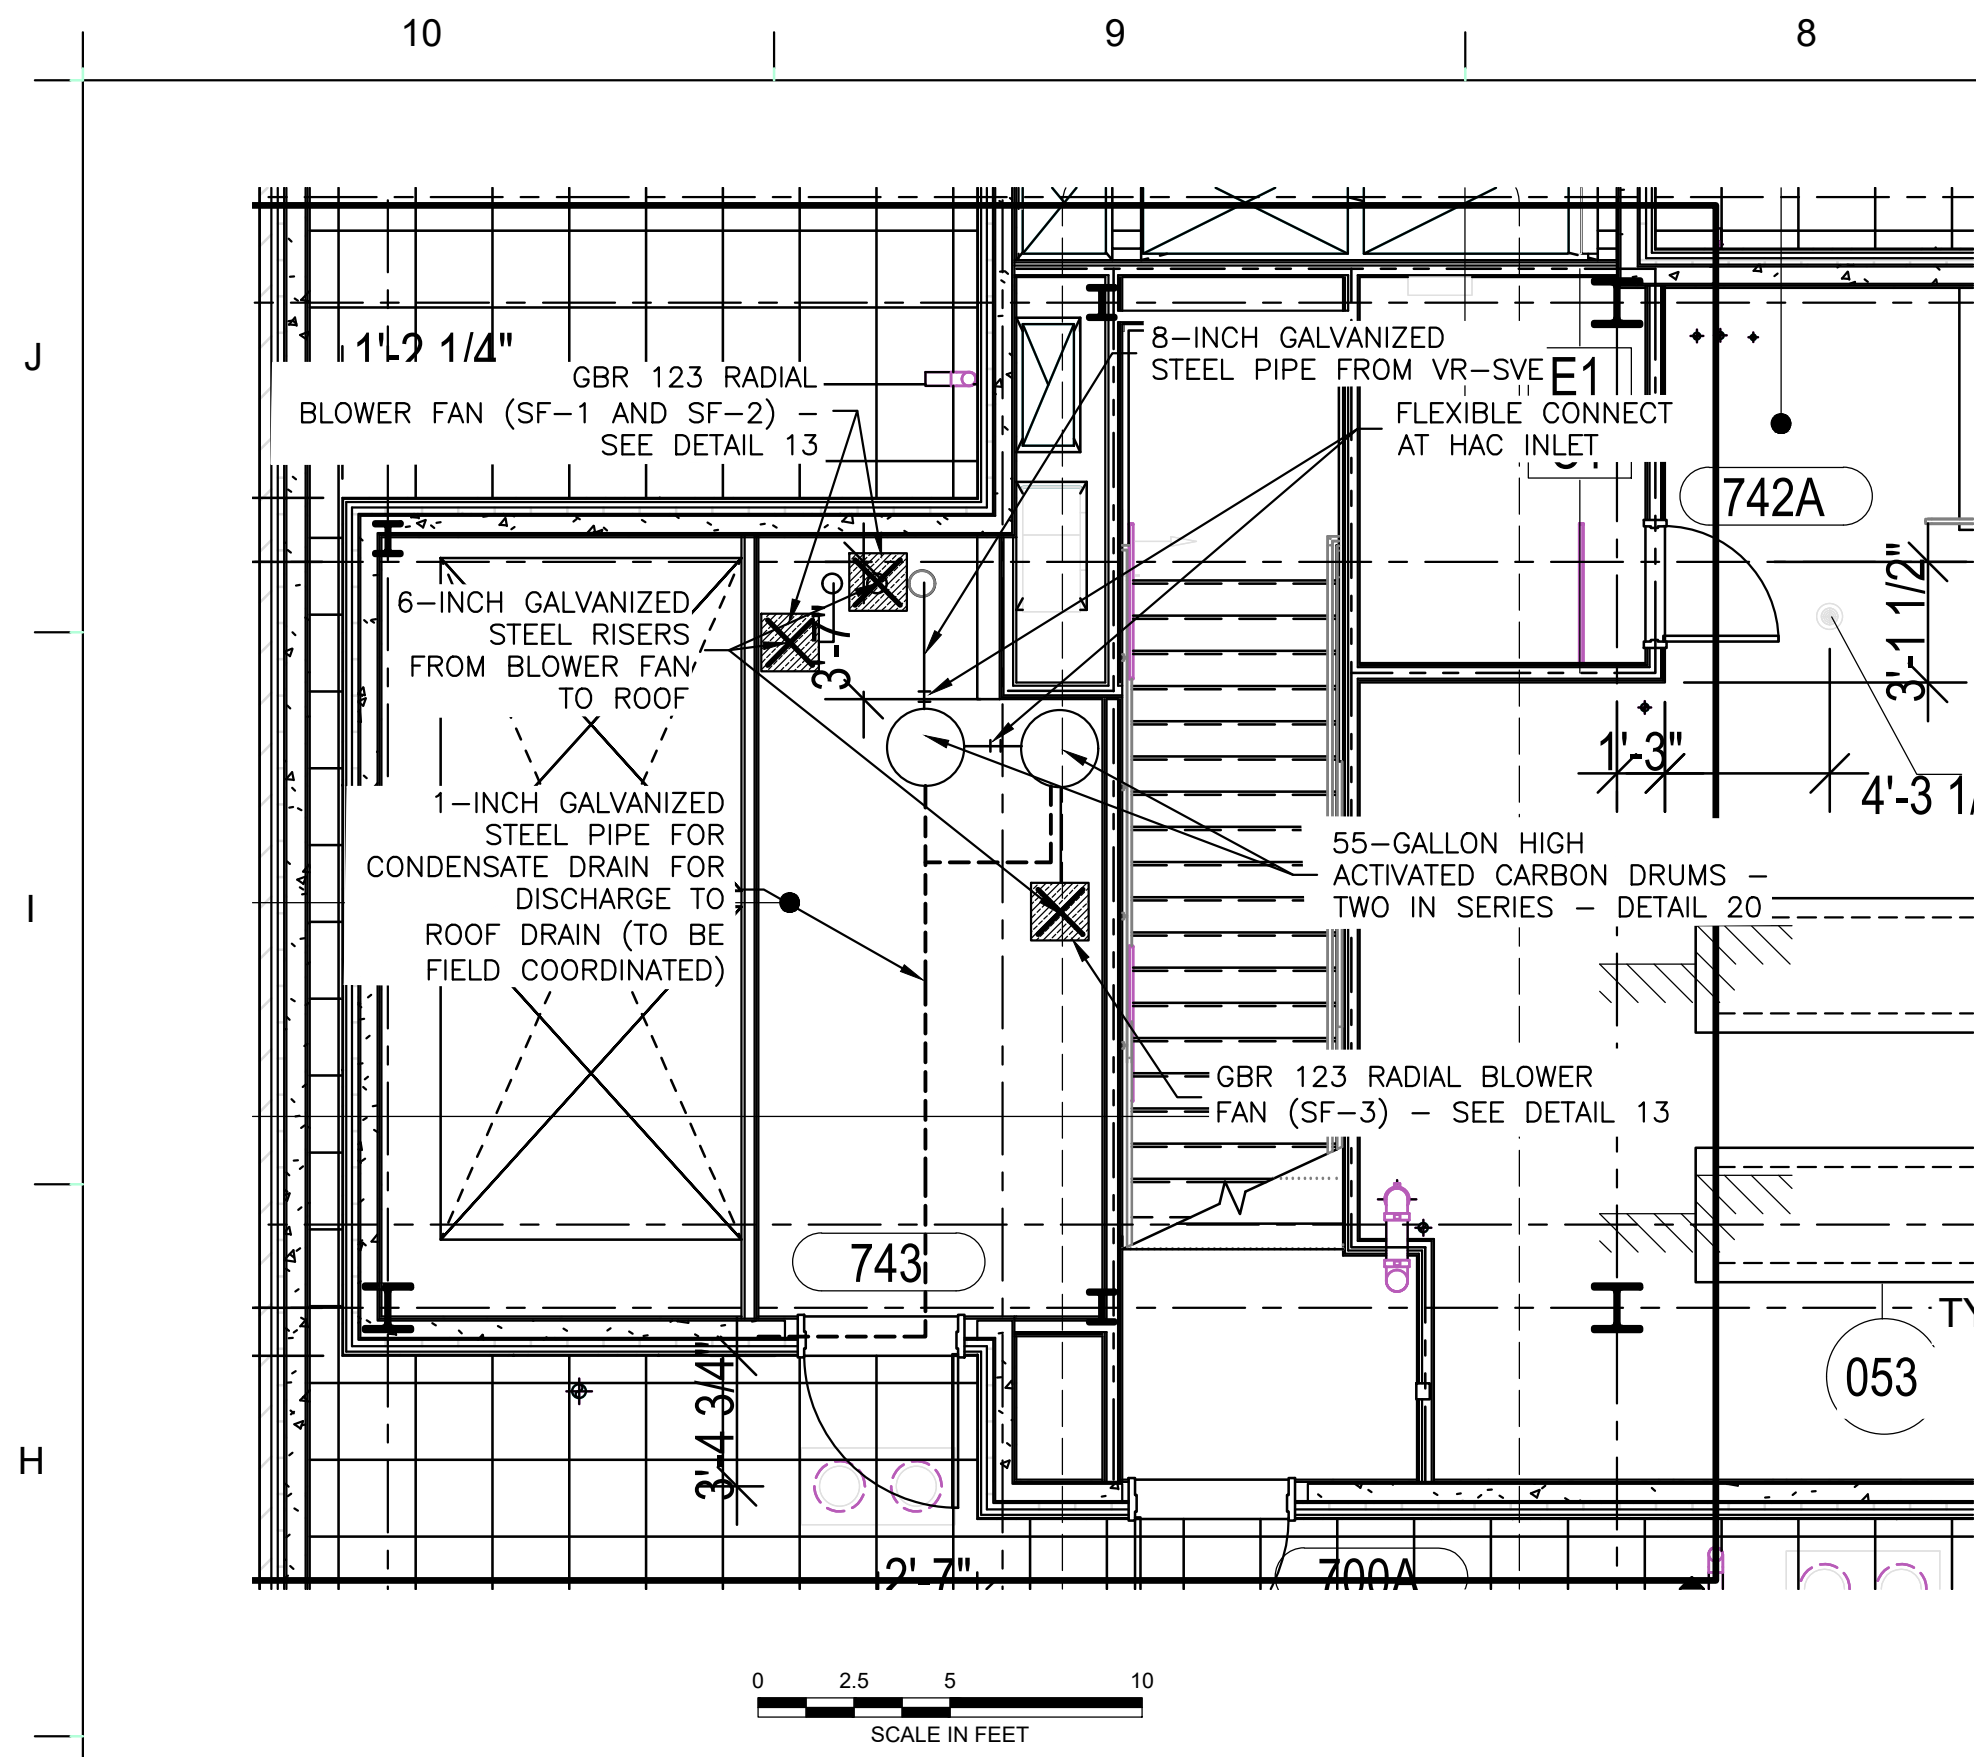 10
9
8
J
I
H
1'-2 1/4"
GBR 123 RADIAL
BLOWER FAN (SF-1 AND SF-2) -
SEE DETAIL 13
8-INCH GALVANIZED
STEEL PIPE FROM VR-SVE
E1
FLEXIBLE CONNECT
AT HAC INLET
742A
6-INCH GALVANIZED
STEEL RISERS
FROM BLOWER FAN
TO ROOF
3'-7"
3'-1 1/2"
1'-3"
4'-3 1/
1-INCH GALVANIZED
STEEL PIPE FOR
CONDENSATE DRAIN FOR
DISCHARGE TO
ROOF DRAIN (TO BE
FIELD COORDINATED)
55-GALLON HIGH
ACTIVATED CARBON DRUMS -
TWO IN SERIES - DETAIL 20
GBR 123 RADIAL BLOWER
FAN (SF-3) - SEE DETAIL 13
743
TY
053
3'-4 3/4"
2'-7"
700A
0 2.5 5 10
SCALE IN FEET